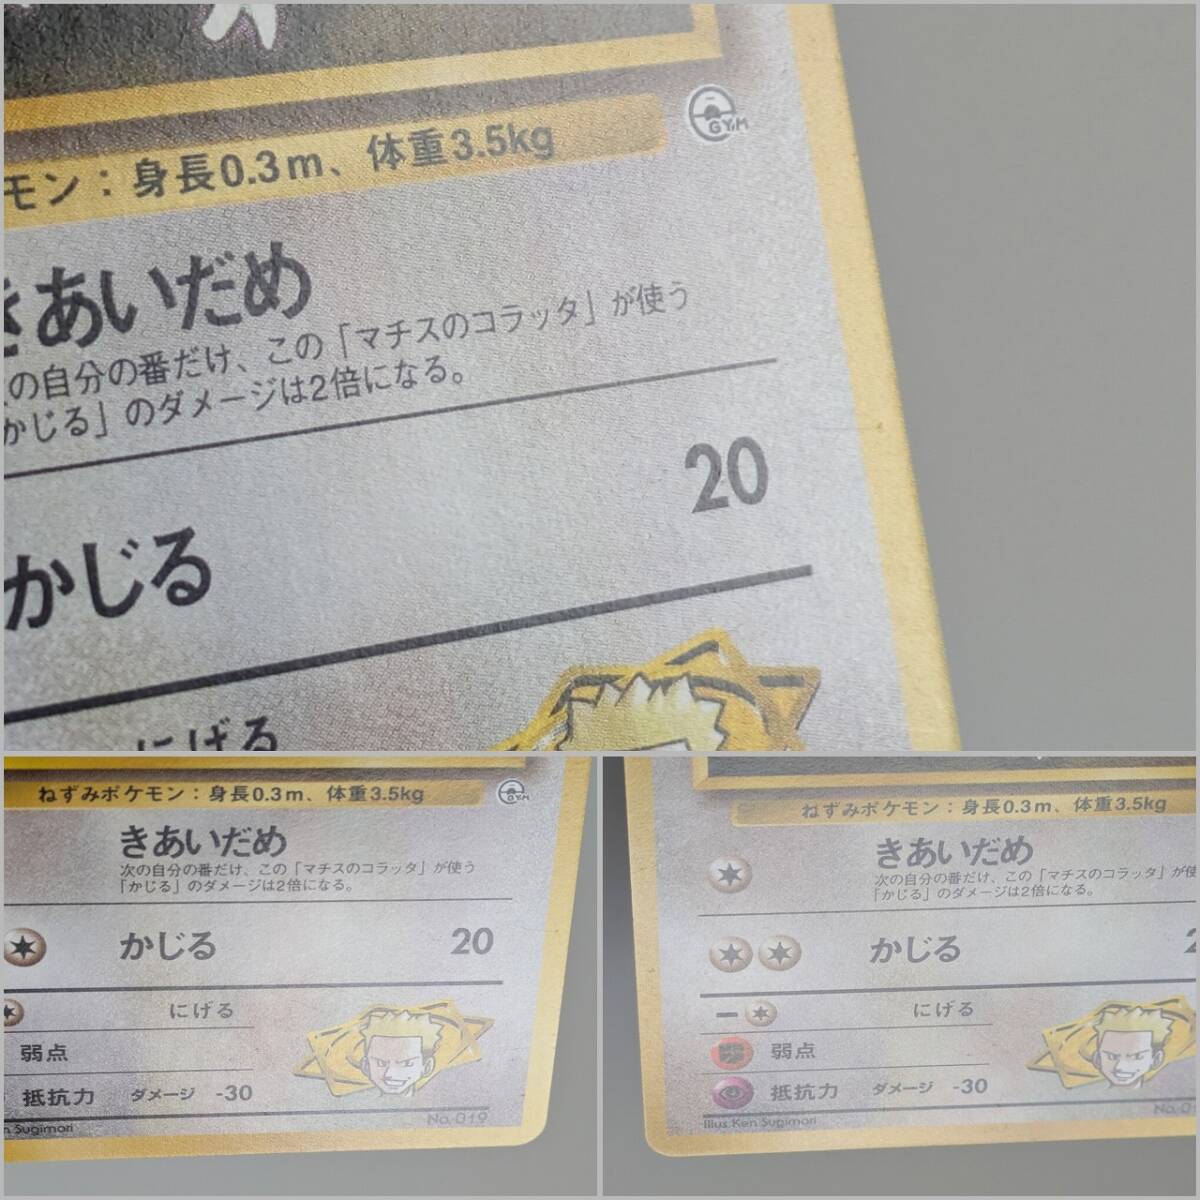 モン：身長0.3m、体重3.5kg
GYM
きあいだめ
の自分の番だけ、この「マチスのコラッタ」が使う
かじる」のダメージは2倍になる。
かじる 20
にげる
ねずみポケモン：身長0.3m、体重3.5kg
GYM
きあいだめ
次の自分の番だけ、この「マチスのコラッタ」が使う
「かじる」のダメージは2倍になる。
かじる 20
にげる
弱点
抵抗力 ダメージ -30
n Sugimori No.019
ねずみポケモン：身長0.3m、体重3.5kg
きあいだめ
次の自分の番だけ、この「マチスのコラッタ」が使
「かじる」のダメージは2倍になる。
かじる 2
にげる
弱点
抵抗力 ダメージ -30
Illus. Ken Sugimori No.0